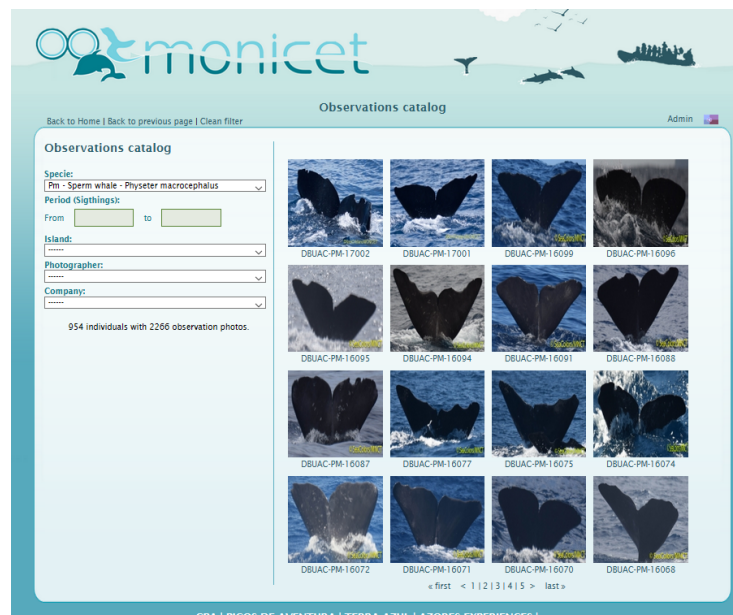 monicet
Observations catalog
Back to Home | Back to previous page | Clean filter
Admin
Observations catalog
Specie:
Pm - Sperm whale - Physeter macrocephalus
Period (Sigthings):
From to
Island:
------
Photographer:
------
Company:
------
954 individuals with 2266 observation photos.
DBUAC-PM-17002 DBUAC-PM-17001 DBUAC-PM-16099 DBUAC-PM-16096
DBUAC-PM-16095 DBUAC-PM-16094 DBUAC-PM-16091 DBUAC-PM-16088
DBUAC-PM-16087 DBUAC-PM-16077 DBUAC-PM-16075 DBUAC-PM-16074
DBUAC-PM-16072 DBUAC-PM-16071 DBUAC-PM-16070 DBUAC-PM-16068
« first < 1 | 2 | 3 | 4 | 5 > last »